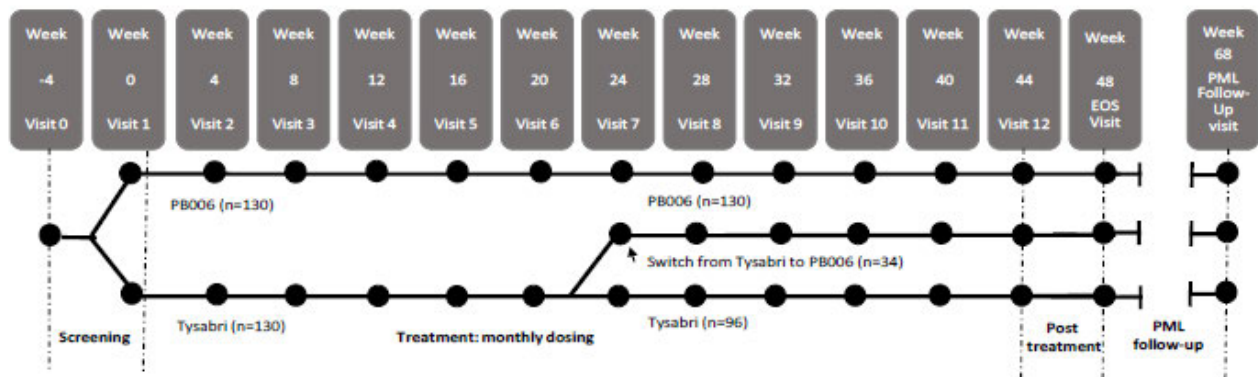 Week
-4
Visit 0
Week
0
Visit 1
Week
4
Visit 2
Week
8
Visit 3
Week
12
Visit 4
Week
16
Visit 5
Week
20
Visit 6
Week
24
Visit 7
Week
28
Visit 8
Week
32
Visit 9
Week
36
Visit 10
Week
40
Visit 11
Week
44
Visit 12
Week
48
EOS
Visit
Week
68
PML
Follow-
Up
visit
PB006 (n=130)
PB006 (n=130)
Switch from Tysabri to PB006 (n=34)
Tysabri (n=130)
Tysabri (n=96)
Screening
Treatment: monthly dosing
Post
treatment
PML
follow-up